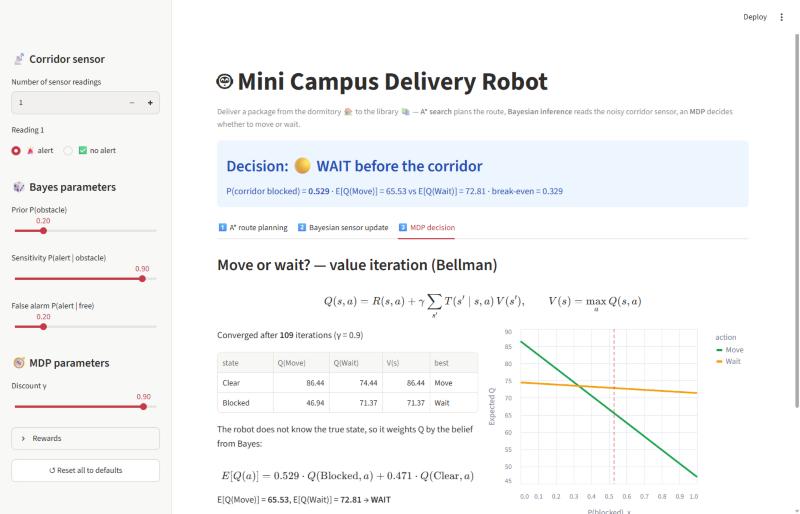 Deploy
Corridor sensor
Number of sensor readings
1
Reading 1
alert
no alert
Bayes parameters
Prior P(obstacle)
0.20
Sensitivity P(alert | obstacle)
0.90
False alarm P(alert | free)
0.20
MDP parameters
Discount γ
0.90
Rewards
↺ Reset all to defaults
Mini Campus Delivery Robot
Deliver a package from the dormitory to the library — A* search plans the route, Bayesian inference reads the noisy corridor sensor, an MDP decides
whether to move or wait.
Decision: WAIT before the corridor
P(corridor blocked) = 0.529 · E[Q(Move)] = 65.53 vs E[Q(Wait)] = 72.81 · break-even = 0.329
1 A* route planning 2 Bayesian sensor update 3 MDP decision
Move or wait? — value iteration (Bellman)
Q(s, a) = R(s, a) + γ ∑ T(s′ | s, a) V(s′), V(s) = max Q(s, a)
s′ a
Converged after 109 iterations (γ = 0.9)
state Q(Move) Q(Wait) V(s) best
Clear 86.44 74.44 86.44 Move
Blocked 46.94 71.37 71.37 Wait
The robot does not know the true state, so it weights Q by the belief
from Bayes:
E[Q(a)] = 0.529 · Q(Blocked, a) + 0.471 · Q(Clear, a)
E[Q(Move)] = 65.53, E[Q(Wait)] = 72.81 → WAIT
Expected Q
90
85
80
75
70
65
60
55
50
45
0.0 0.1 0.2 0.3 0.4 0.5 0.6 0.7 0.8 0.9 1.0
action
Move
Wait